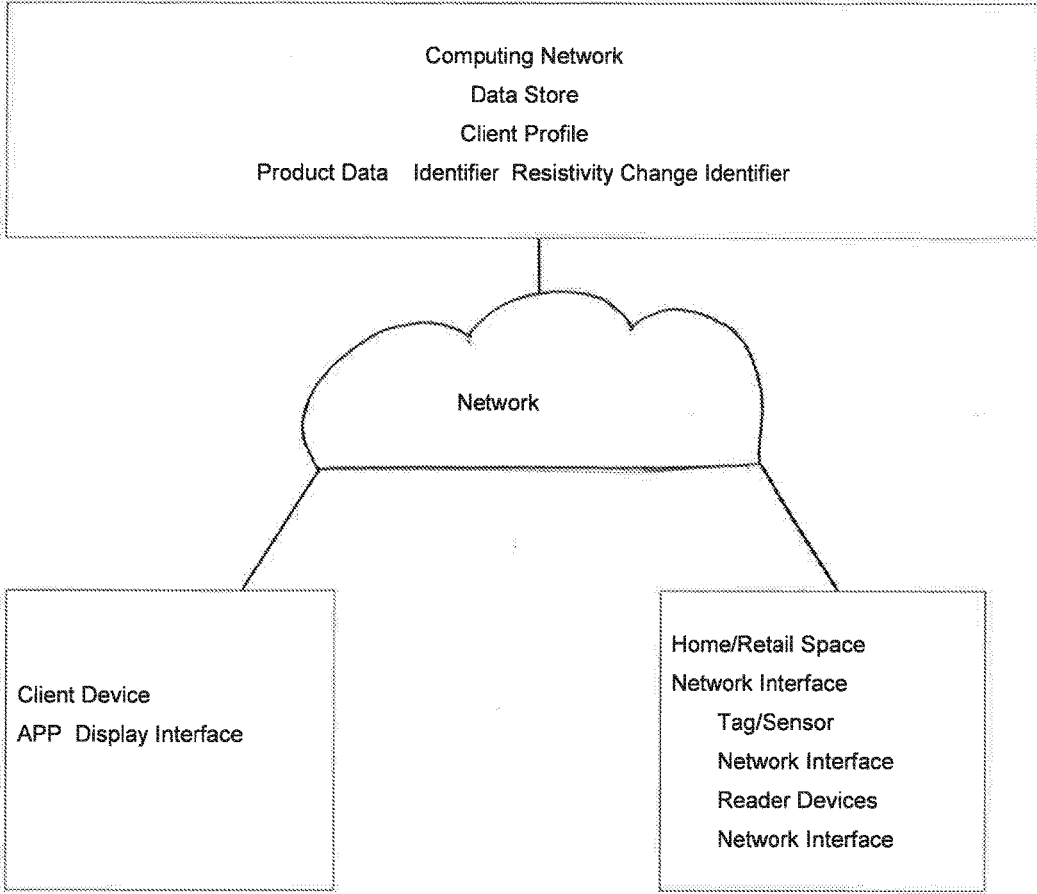 Computing Network
Data Store
Client Profile
Product Data Identifier Resistivity Change Identifier
Network
Client Device
APP Display Interface
Home/Retail Space
Network Interface
Tag/Sensor
Network Interface
Reader Devices
Network Interface